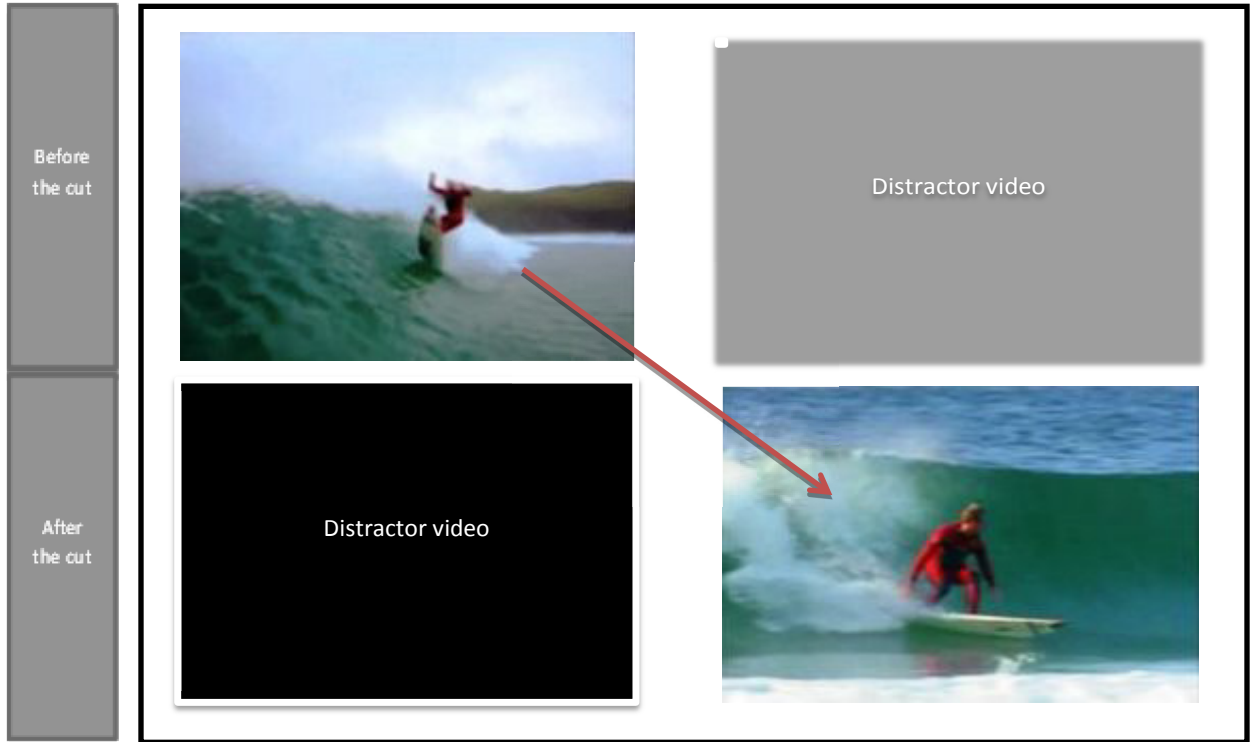 Before
the cut
Distractor video
After
the cut
Distractor video